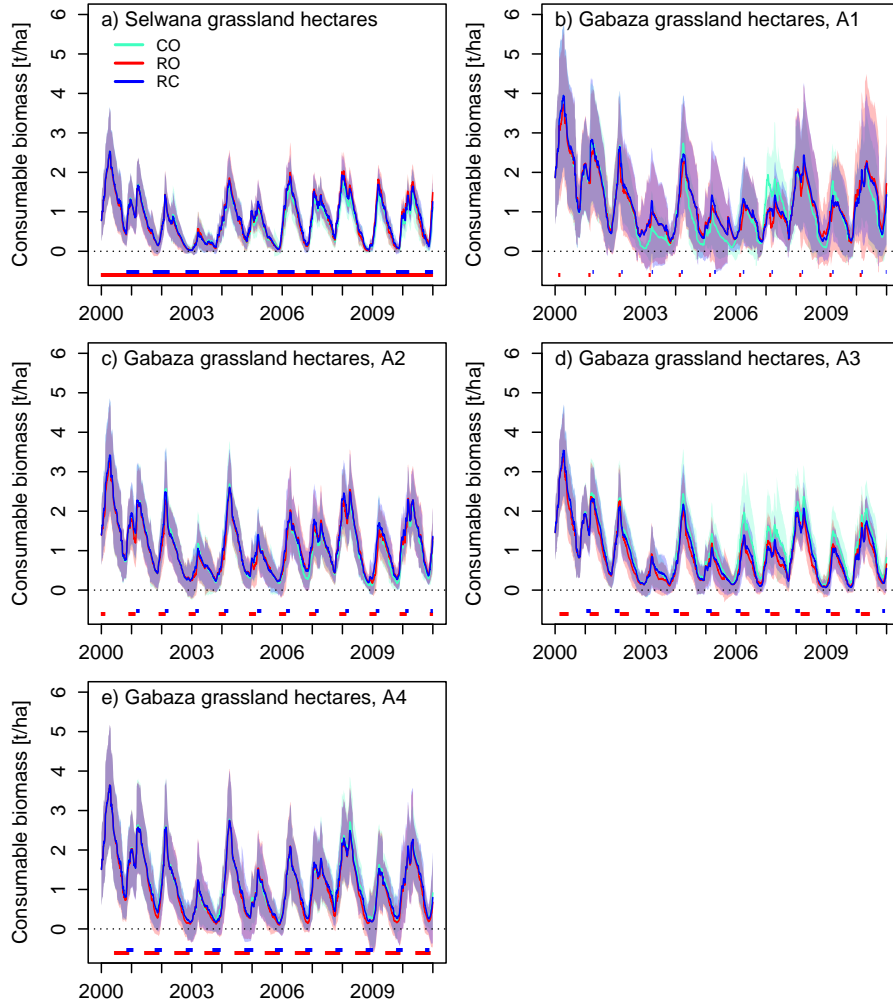 a) Selwana grassland hectares
CO
RO
RC
Consumable biomass [t/ha]
0 1 2 3 4 5 6
2000 2003 2006 2009
b) Gabaza grassland hectares, A1
Consumable biomass [t/ha]
0 1 2 3 4 5 6
2000 2003 2006 2009
c) Gabaza grassland hectares, A2
Consumable biomass [t/ha]
0 1 2 3 4 5 6
2000 2003 2006 2009
d) Gabaza grassland hectares, A3
Consumable biomass [t/ha]
0 1 2 3 4 5 6
2000 2003 2006 2009
e) Gabaza grassland hectares, A4
Consumable biomass [t/ha]
0 1 2 3 4 5 6
2000 2003 2006 2009